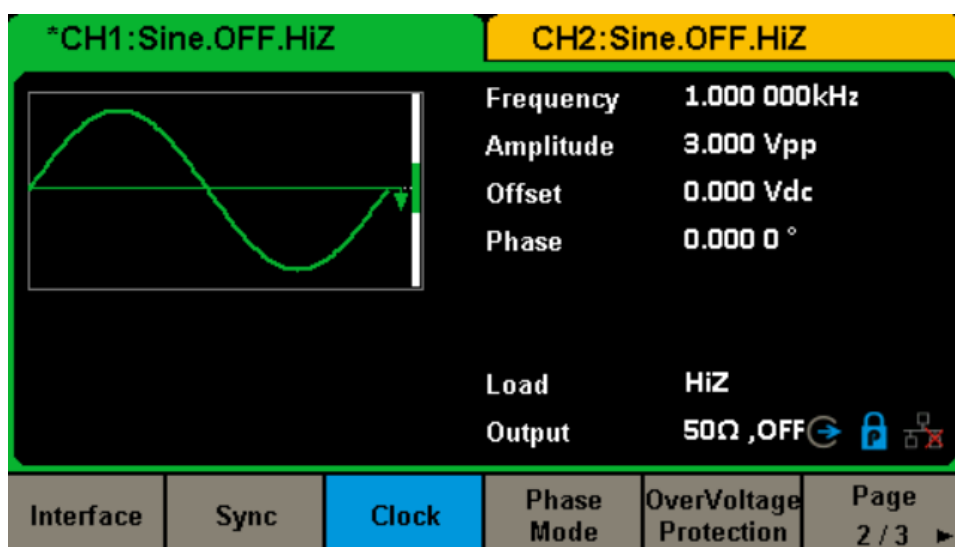 *CH1:Sine.OFF.HiZ
CH2:Sine.OFF.HiZ
Frequency 1.000 000kHz
Amplitude 3.000 Vpp
Offset 0.000 Vdc
Phase 0.000 0 °
Load HiZ
Output 50Ω ,OFF P
Interface
Sync
Clock
Phase
Mode
OverVoltage
Protection
Page
2 / 3 ►